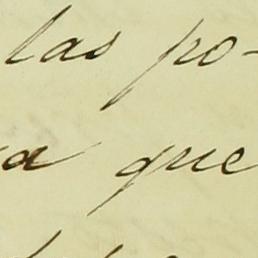 las po-
a que